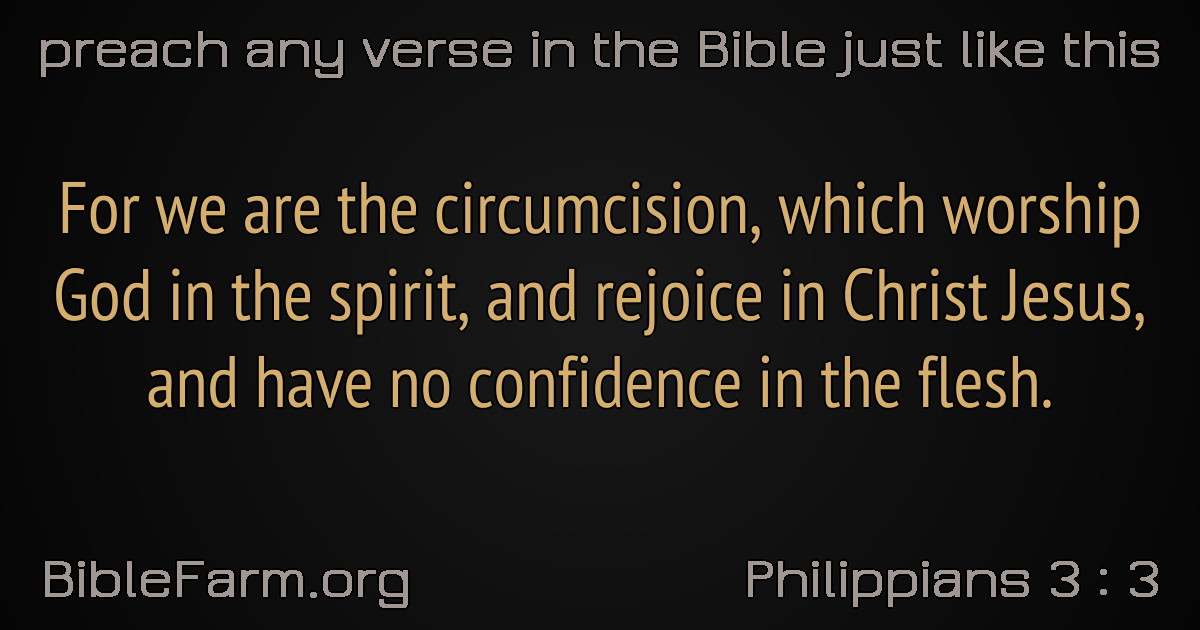 preach any verse in the Bible just like this
For we are the circumcision, which worship
God in the spirit, and rejoice in Christ Jesus,
and have no confidence in the flesh.
BibleFarm.org
Philippians 3 : 3